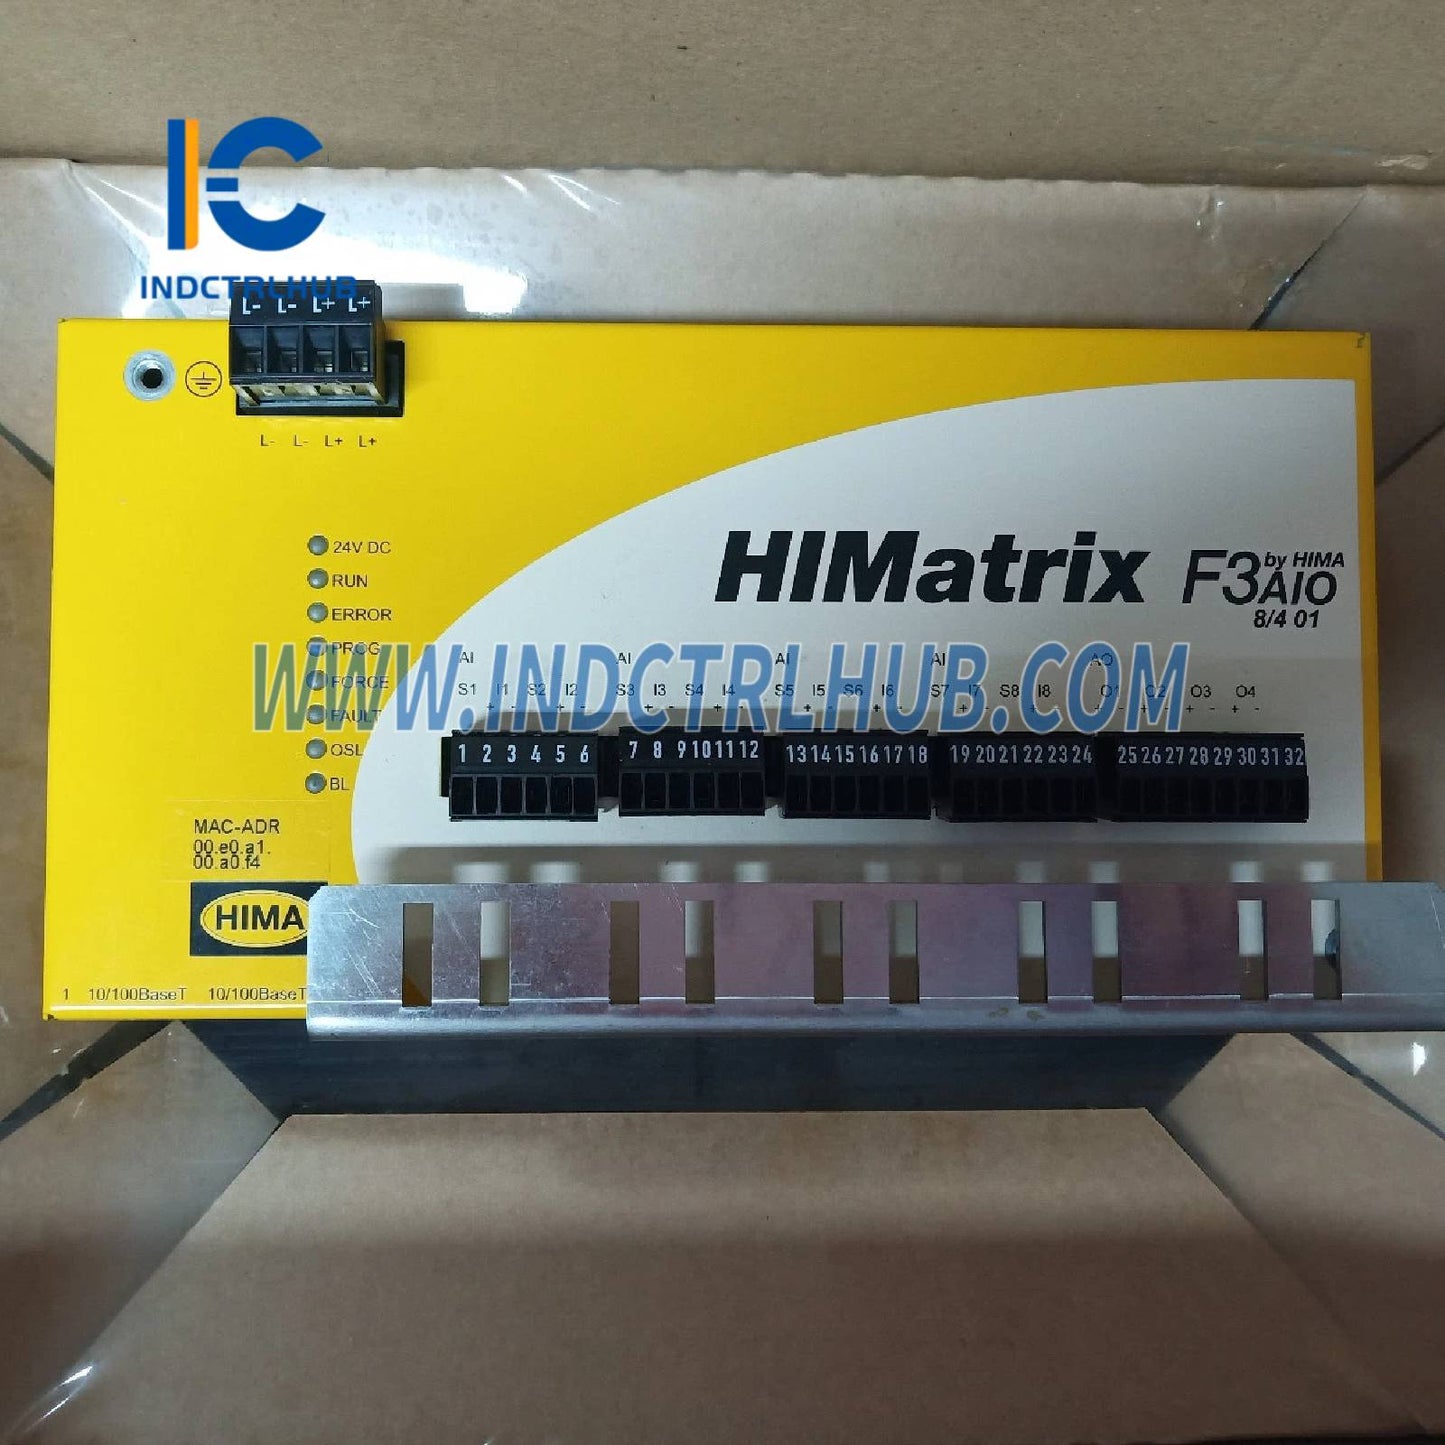 INDCTRLHUB
L- L- L+ L+
L- L- L+ L+
24V DC
RUN
ERROR
PROG
FORCE
FAULT
OSL
BL
HIMatrix F3 by HIMA
AIO
8/4 01
WWW.INDCTRLHUB.COM
AI AI AI AI AO
S1 I1 S2 I2 S3 I3 S4 I4 S5 I5 S6 I6 S7 I7 S8 I8 O1 O2 O3 O4
+ - + - + - + - + - + - + - + - + - + - + -
1 2 3 4 5 6 7 8 9 10 11 12 13 14 15 16 17 18 19 20 21 22 23 24 25 26 27 28 29 30 31 32
MAC-ADR
00.e0.a1.
00.a0.f4
HIMA
1 10/100BaseT 10/100BaseT